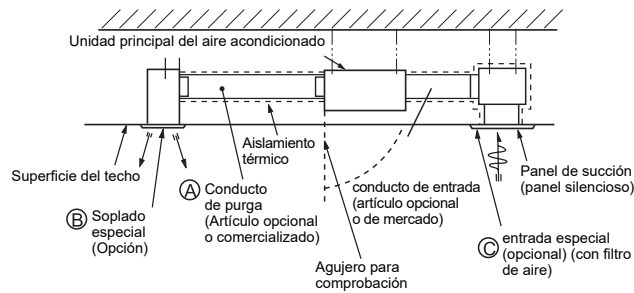 Unidad principal del aire acondicionado
Aislamiento
térmico
Superficie del techo
A Conducto
de purga
(Artículo opcional
o comercializado)
B Soplado
especial
(Opción)
conducto de entrada
(artículo opcional
o de mercado)
Agujero para
comprobación
Panel de succión
(panel silencioso)
C entrada especial
(opcional) (con filtro
de aire)